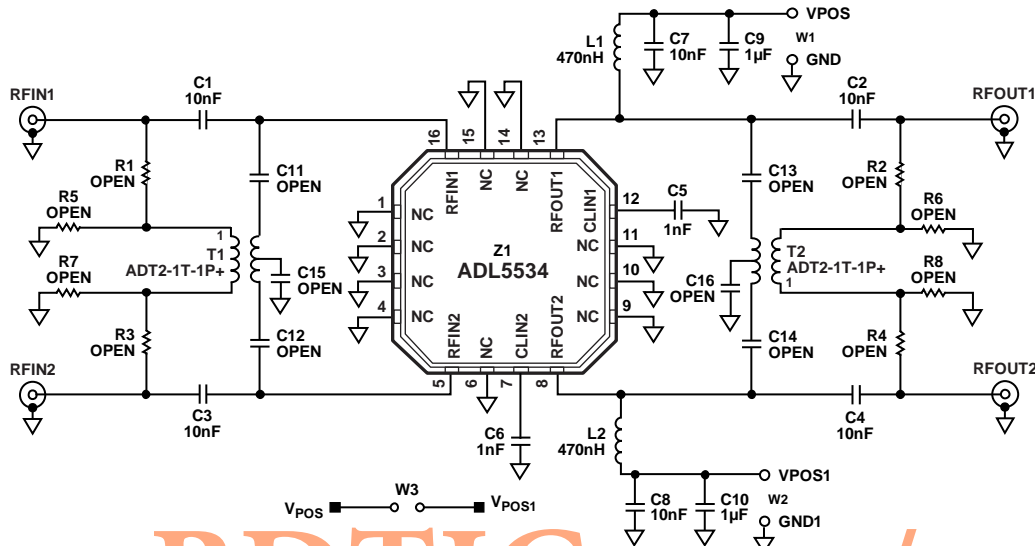 VPOS
L1
470nH
C7
10nF
C9
1µF
W1
GND
C1
10nF
RFIN1
C2
10nF
RFOUT1
16
15
14
13
R1
OPEN
C11
OPEN
RFIN1
NC
NC
RFOUT1
CLIN1
C13
OPEN
R2
OPEN
R5
OPEN
1
NC
12
C5
1nF
R6
OPEN
1
T1
ADT2-1T-1P+
2
NC
Z1
ADL5534
11
NC
T2
ADT2-1T-1P+
1
R7
OPEN
C15
OPEN
3
NC
10
NC
C16
OPEN
R8
OPEN
4
NC
9
NC
R3
OPEN
C12
OPEN
RFIN2
NC
CLIN2
RFOUT2
C14
OPEN
R4
OPEN
RFIN2
5
6
7
8
RFOUT2
C3
10nF
C4
10nF
C6
1nF
L2
470nH
VPOS1
C8
10nF
C10
1µF
W2
GND1
VPOS
W3
VPOS1